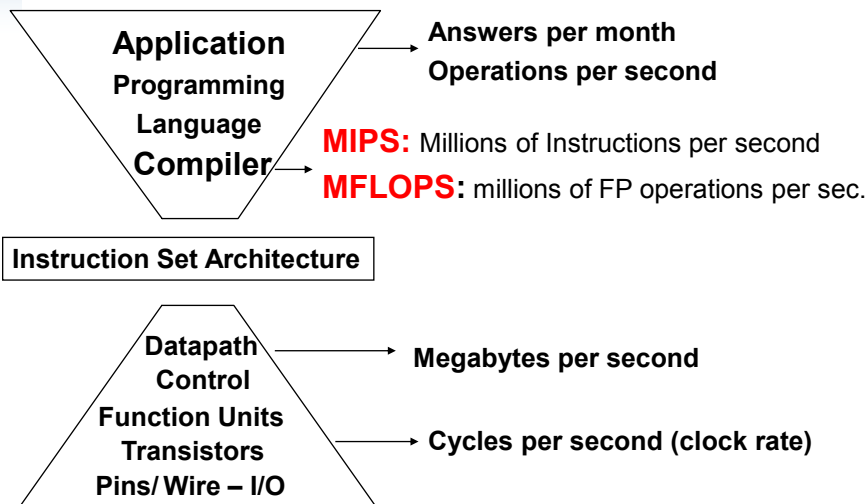 Application
Programming
Language
Compiler
Answers per month
Operations per second
MIPS: Millions of Instructions per second
MFLOPS: millions of FP operations per sec.
Instruction Set Architecture
Datapath
Control
Function Units
Transistors
Pins/ Wire – I/O
Megabytes per second
Cycles per second (clock rate)